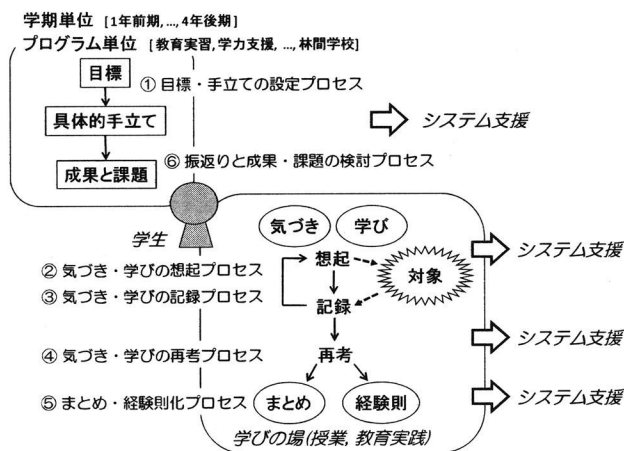 学期単位 [1年前期,...,4年後期]
プログラム単位 [教育実習,学力支援, ...,林間学校]
目標
① 目標・手立ての設定プロセス
具体的手立て
システム支援
⑥ 振返りと成果・課題の検討プロセス
成果と課題
学生
気づき 学び
② 気づき・学びの想起プロセス
想起
対象
システム支援
③ 気づき・学びの記録プロセス
記録
システム支援
④ 気づき・学びの再考プロセス
再考
⑤ まとめ・経験則化プロセス
まとめ 経験則
システム支援
学びの場(授業, 教育実践)